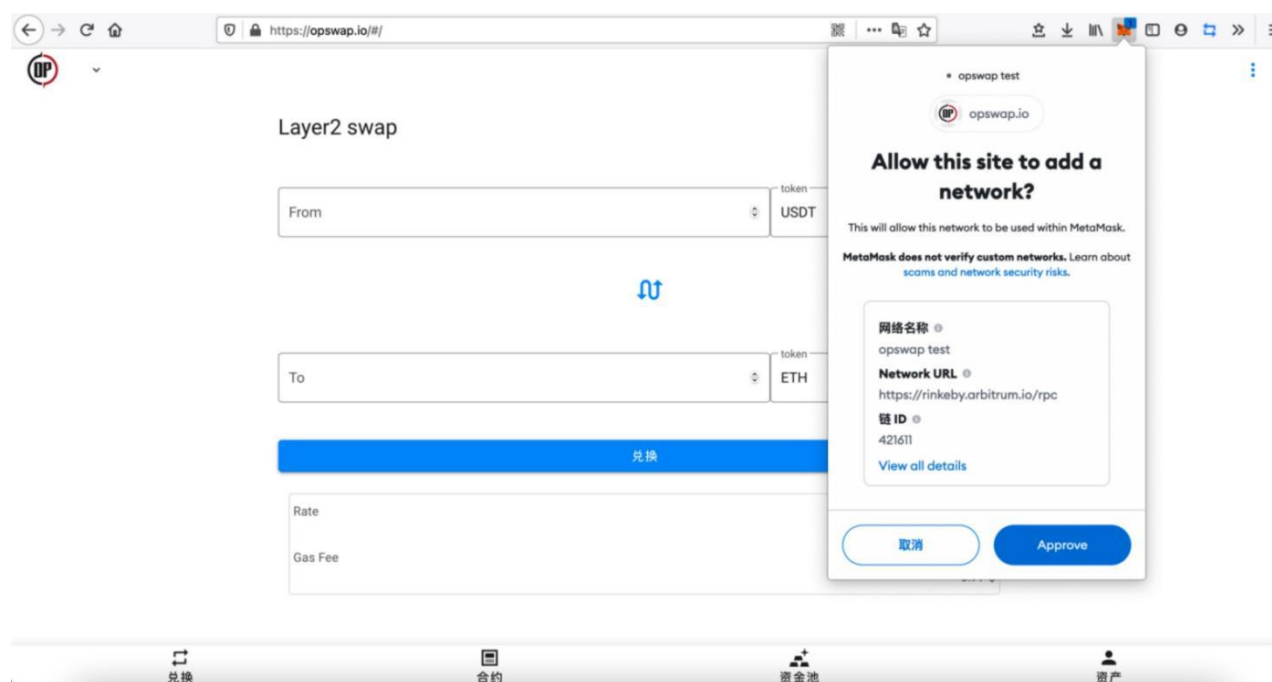 https://opswap.io/#/
OP
opswap test
OP opswap.io
Allow this site to add a
network?
This will allow this network to be used within MetaMask.
MetaMask does not verify custom networks. Learn about
scams and network security risks.
网络名称
opswap test
Network URL
https://rinkeby.arbitrum.io/rpc
链 ID
421611
View all details
取消
Approve
Layer2 swap
From
token
USDT
To
token
ETH
兑换
Rate
Gas Fee
兑换
合约
资金池
资产